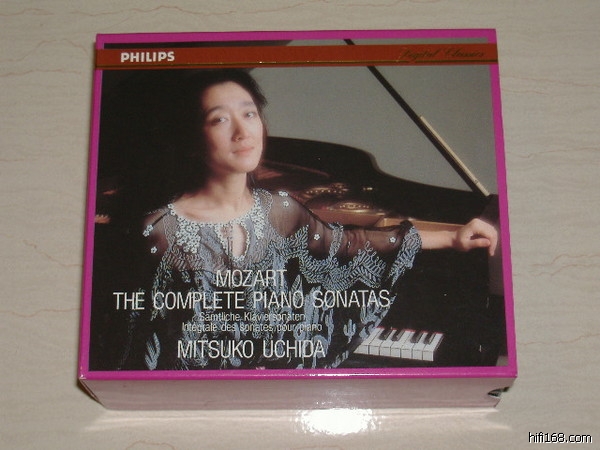 PHILIPS
Digital Classics
MOZART
THE COMPLETE PIANO SONATAS
Sämtliche Klaviersonaten
Intégrale des sonates pour piano
MITSUKO UCHIDA
hifi168.com